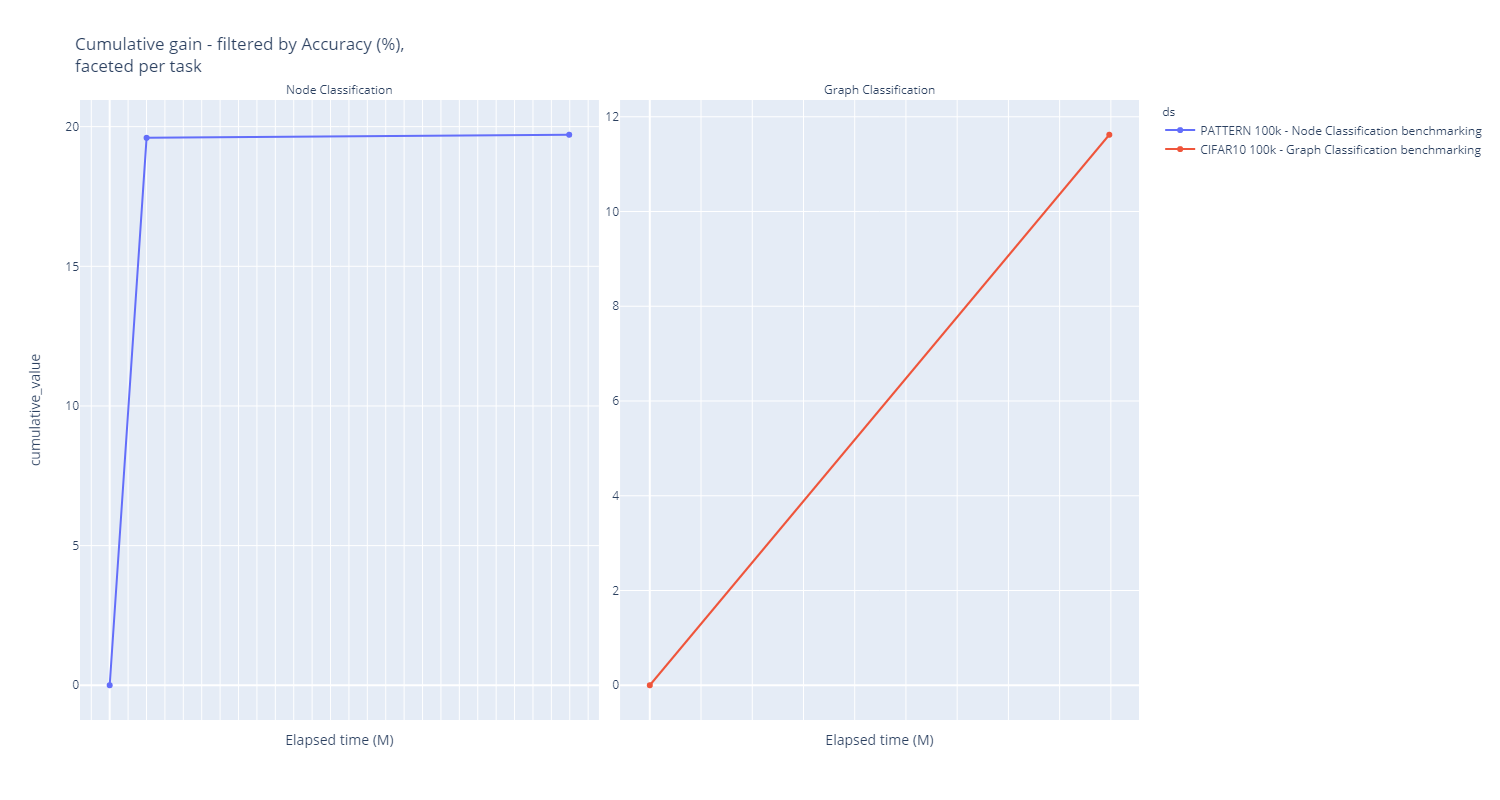 Cumulative gain - filtered by Accuracy (%),
faceted per task
Node Classification
Graph Classification
20
15
10
5
0
12
10
8
6
4
2
0
cumulative_value
Elapsed time (M)
Elapsed time (M)
ds
PATTERN 100k - Node Classification benchmarking
CIFAR10 100k - Graph Classification benchmarking